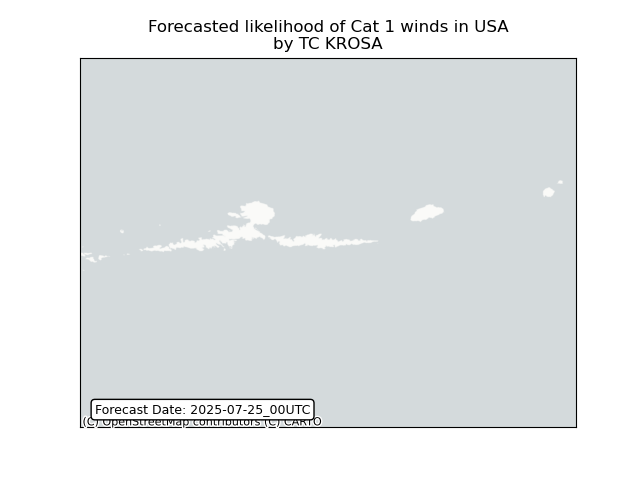 Forecasted likelihood of Cat 1 winds in USA
by TC KROSA
Forecast Date: 2025-07-25_00UTC
(C) OpenStreetMap contributors (C) CARTO